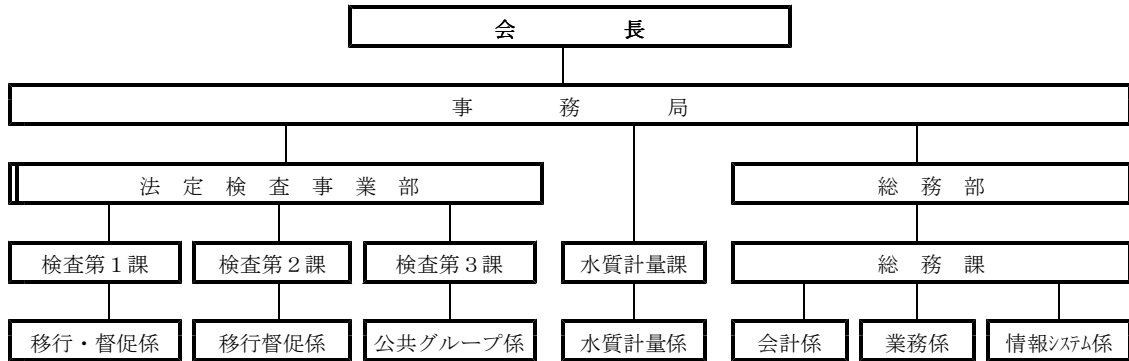 会長
事務局
法定検査事業部 総務部
検査第１課 検査第２課 検査第３課 水質計量課 総務課
移行・督促係 移行督促係 公共グループ係 水質計量係 会計係 業務係 情報ｼｽﾃﾑ係